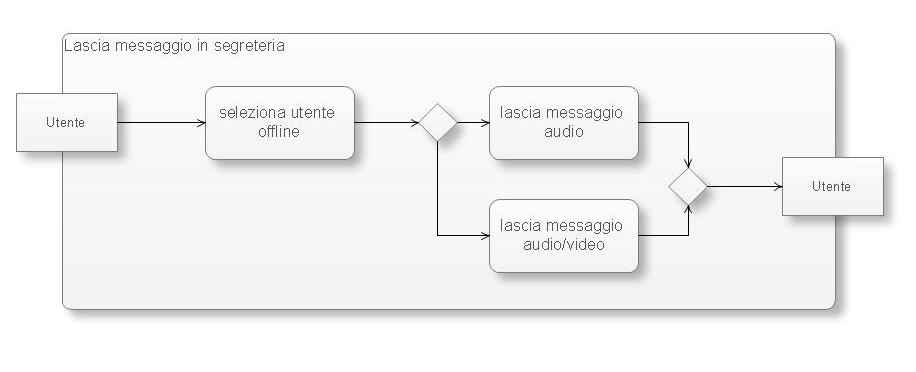 Lascia messaggio in segreteria
Utente
seleziona utente
offline
lascia messaggio
audio
lascia messaggio
audio/video
Utente